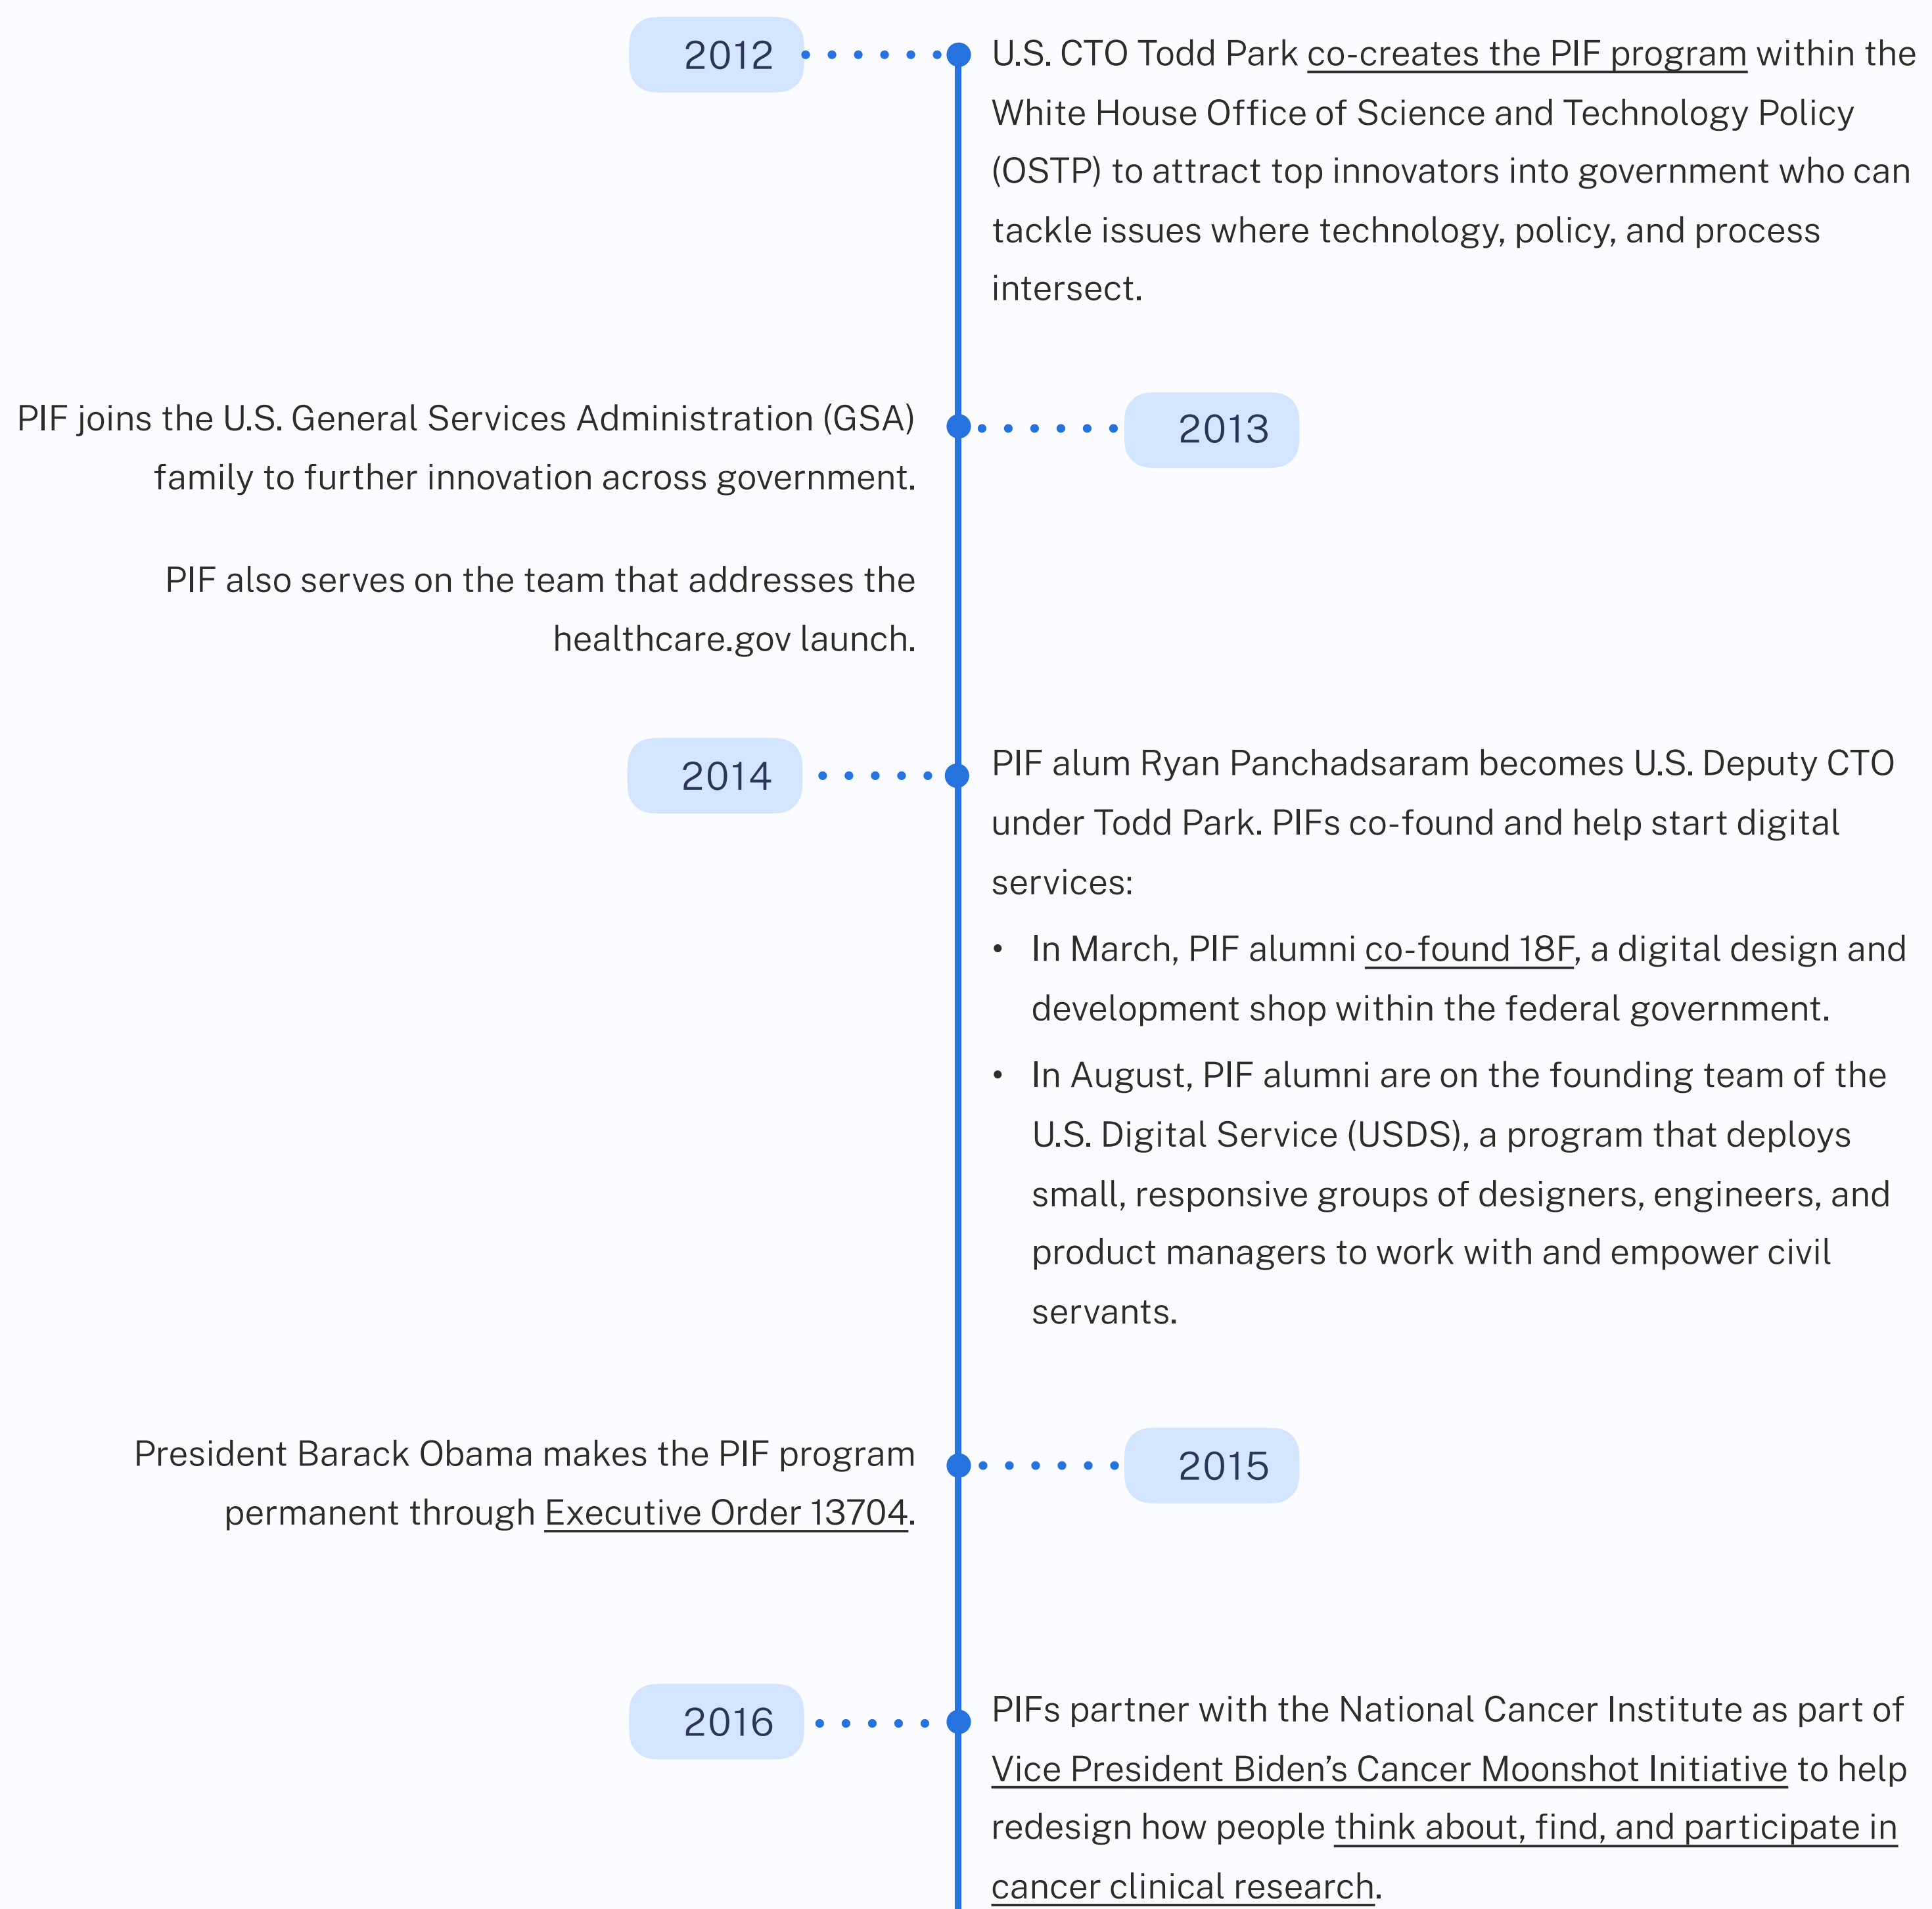 2012
U.S. CTO Todd Park co-creates the PIF program within the
White House Office of Science and Technology Policy
(OSTP) to attract top innovators into government who can
tackle issues where technology, policy, and process
intersect.
2013
PIF joins the U.S. General Services Administration (GSA)
family to further innovation across government.
PIF also serves on the team that addresses the
healthcare.gov launch.
2014
PIF alum Ryan Panchadsaram becomes U.S. Deputy CTO
under Todd Park. PIFs co-found and help start digital
services:
• In March, PIF alumni co-found 18F, a digital design and
development shop within the federal government.
• In August, PIF alumni are on the founding team of the
U.S. Digital Service (USDS), a program that deploys
small, responsive groups of designers, engineers, and
product managers to work with and empower civil
servants.
2015
President Barack Obama makes the PIF program
permanent through Executive Order 13704.
2016
PIFs partner with the National Cancer Institute as part of
Vice President Biden’s Cancer Moonshot Initiative to help
redesign how people think about, find, and participate in
cancer clinical research.